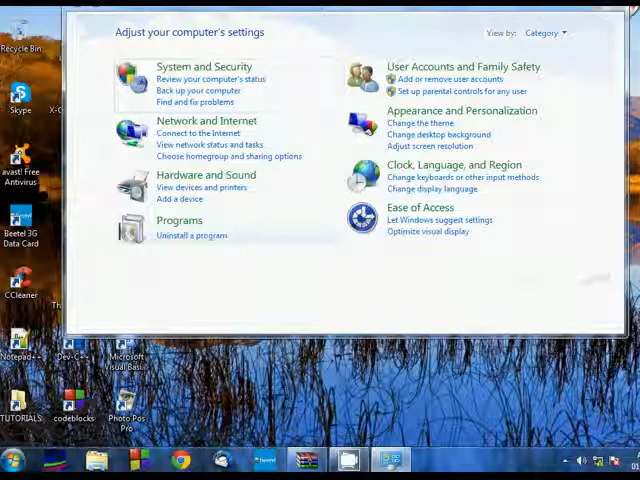 Adjust your computer's settings
View by: Category
System and Security
Review your computer's status
Back up your computer
Find and fix problems
Network and Internet
Connect to the Internet
View network status and tasks
Choose homegroup and sharing options
Hardware and Sound
View devices and printers
Add a device
Programs
Uninstall a program
User Accounts and Family Safety
Add or remove user accounts
Set up parental controls for any user
Appearance and Personalization
Change the theme
Change desktop background
Adjust screen resolution
Clock, Language, and Region
Change keyboards or other input methods
Change display language
Ease of Access
Let Windows suggest settings
Optimize visual display
Recycle Bin
Skype
avast! Free
Antivirus
Beetel 3G
Data Card
CCleaner
Notepad++
Dev-C++
Microsoft
Visual Basi...
TUTORIALS
codeblocks
Photo Pos
Pro